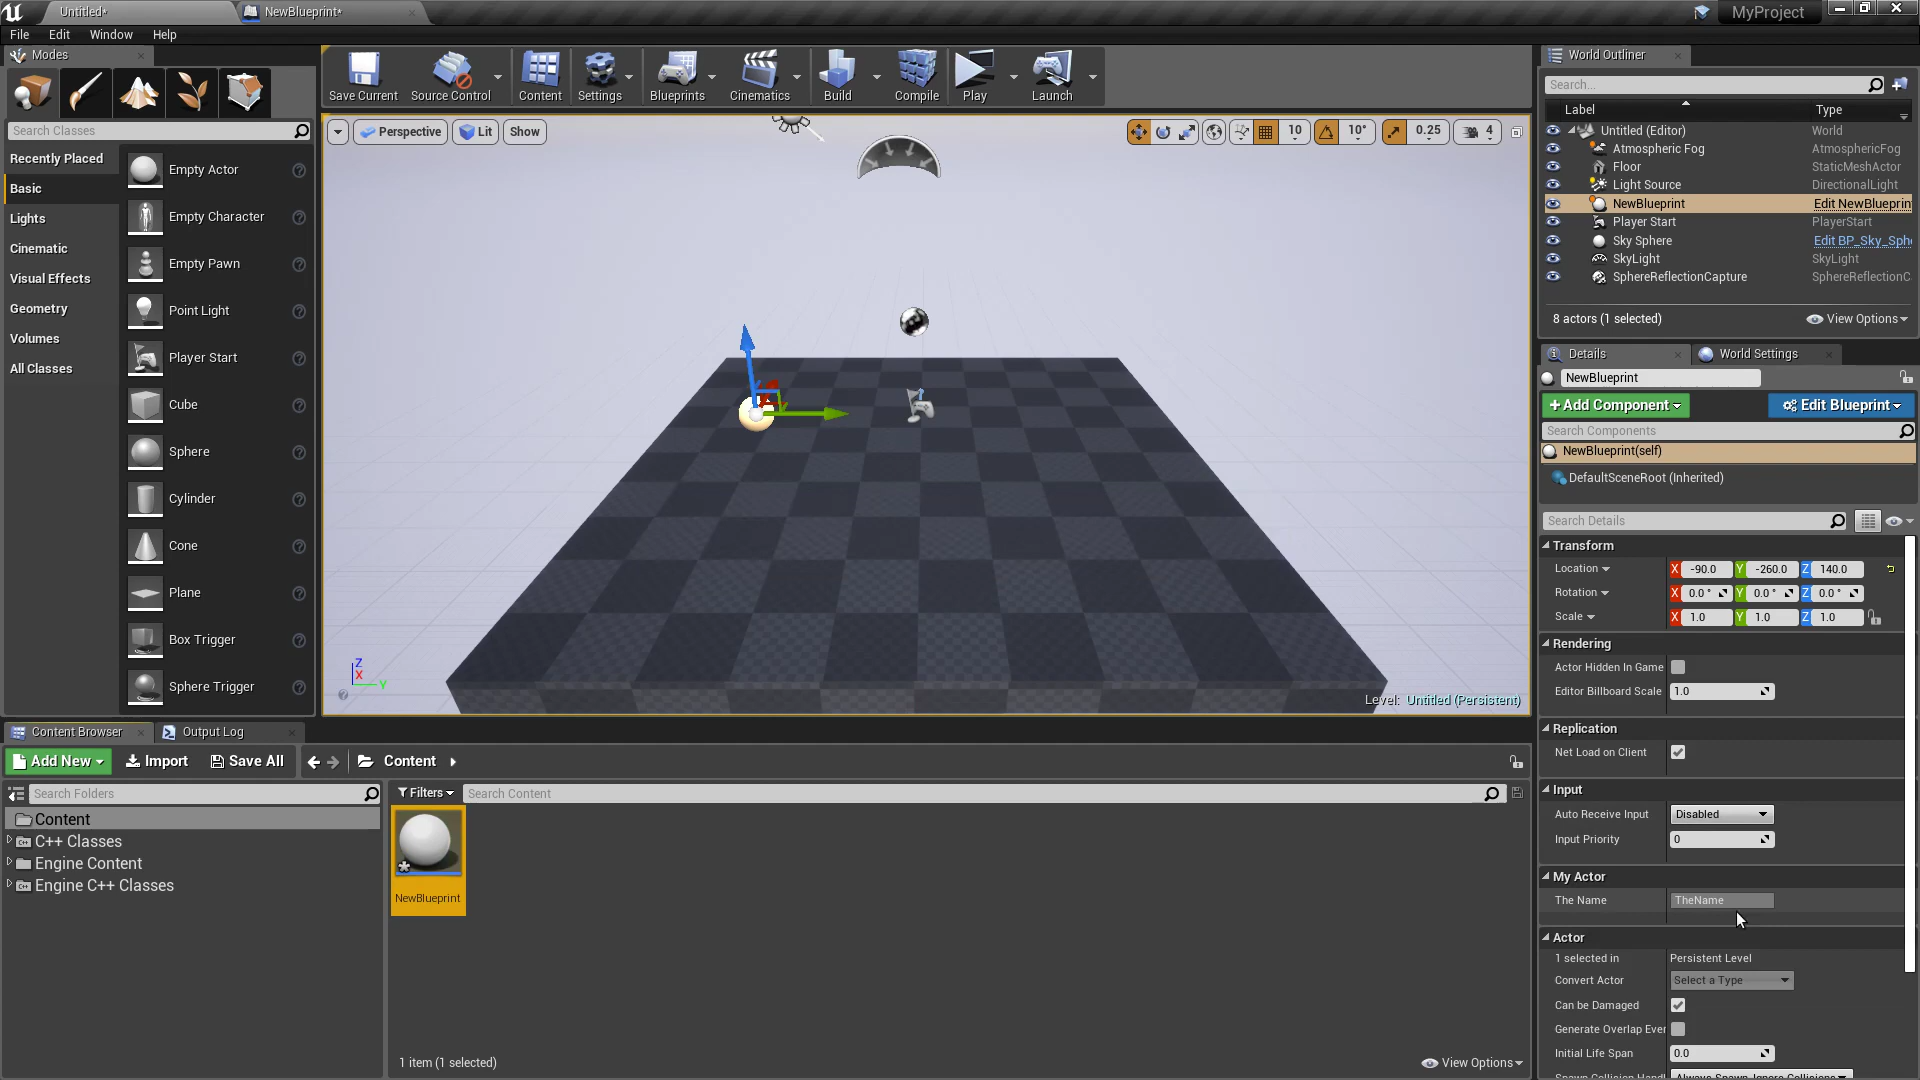 Untitled*
NewBlueprint*
MyProject
File Edit Window Help
Modes
Search Classes
Recently Placed
Basic
Lights
Cinematic
Visual Effects
Geometry
Volumes
All Classes
Empty Actor
Empty Character
Empty Pawn
Point Light
Player Start
Cube
Sphere
Cylinder
Cone
Plane
Box Trigger
Sphere Trigger
Save Current
Source Control
Content
Settings
Blueprints
Cinematics
Build
Compile
Play
Launch
Perspective
Lit
Show
10
10°
0.25
4
Z
X
Y
Level: Untitled (Persistent)
World Outliner
Search...
Label Type
Untitled (Editor) World
Atmospheric Fog AtmosphericFog
Floor StaticMeshActor
Light Source DirectionalLight
NewBlueprint Edit NewBlueprin
Player Start PlayerStart
Sky Sphere Edit BP_Sky_Sph
SkyLight SkyLight
SphereReflectionCapture SphereReflectionC
8 actors (1 selected) View Options
Details
World Settings
NewBlueprint
+Add Component
Edit Blueprint
Search Components
NewBlueprint(self)
DefaultSceneRoot (Inherited)
Search Details
Transform
Location X -90.0 Y -260.0 Z 140.0
Rotation X 0.0 ° Y 0.0 ° Z 0.0 °
Scale X 1.0 Y 1.0 Z 1.0
Rendering
Actor Hidden In Game
Editor Billboard Scale 1.0
Replication
Net Load on Client
Input
Auto Receive Input Disabled
Input Priority 0
My Actor
The Name TheName
Actor
1 selected in Persistent Level
Convert Actor Select a Type
Can be Damaged
Generate Overlap Ever
Initial Life Span 0.0
Content Browser
Output Log
Add New
Import
Save All
Content
Search Folders
Content
C++ Classes
Engine Content
Engine C++ Classes
Filters
Search Content
NewBlueprint
1 item (1 selected)
View Options